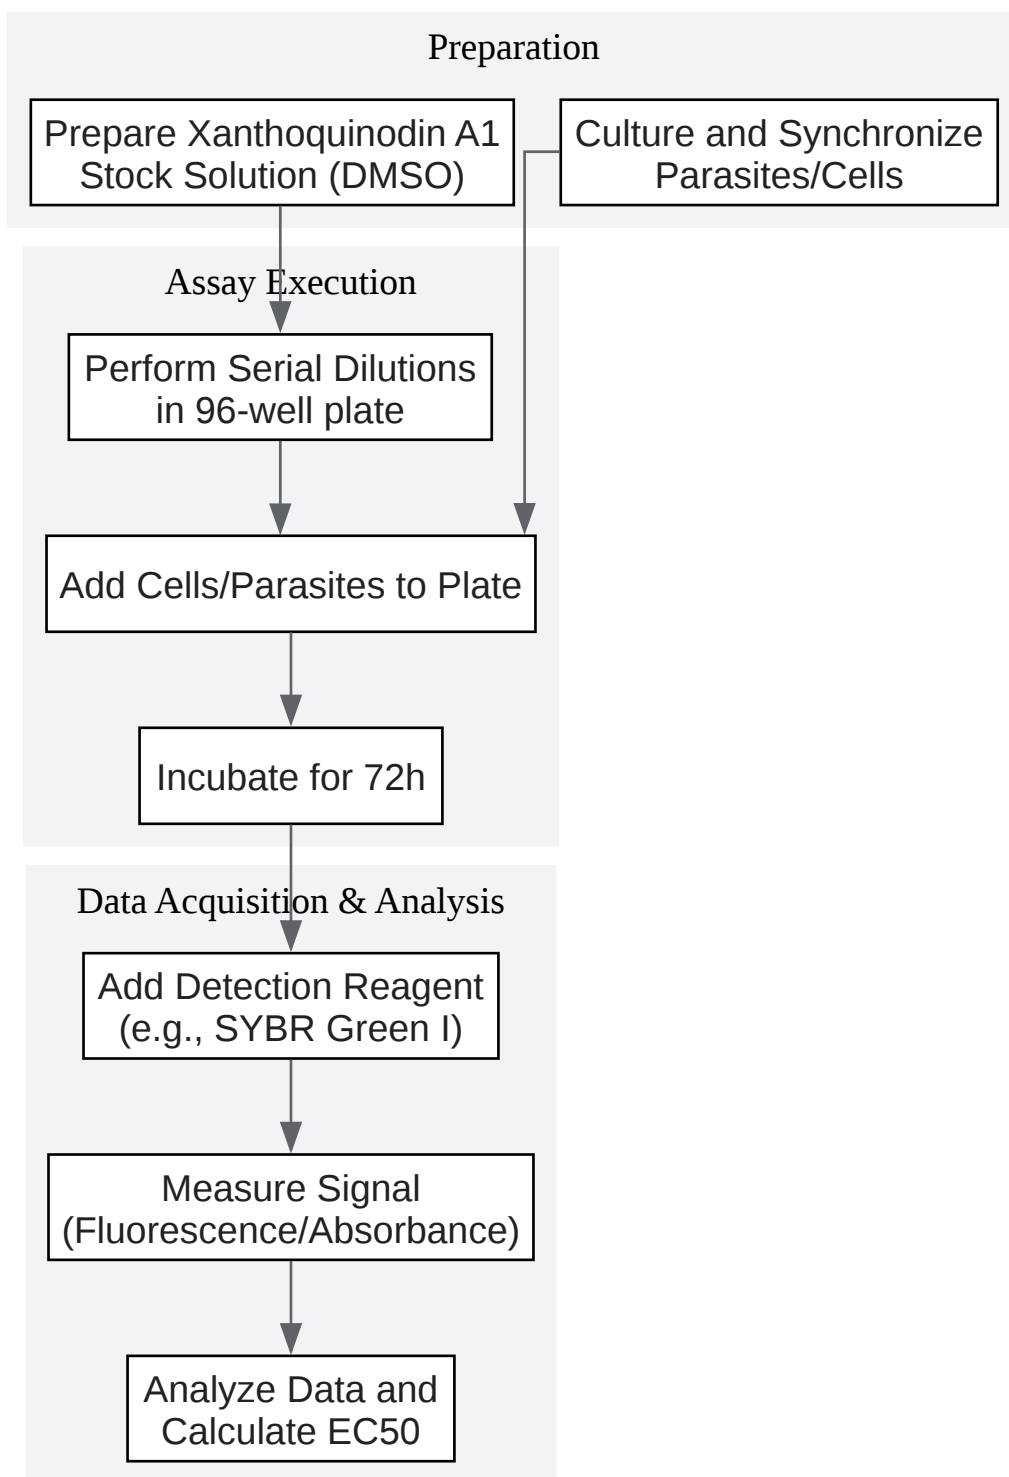 Preparation
Prepare Xanthoquinodin A1
Stock Solution (DMSO)
Culture and Synchronize
Parasites/Cells
Assay Execution
Perform Serial Dilutions
in 96-well plate
Add Cells/Parasites to Plate
Incubate for 72h
Data Acquisition & Analysis
Add Detection Reagent
(e.g., SYBR Green I)
Measure Signal
(Fluorescence/Absorbance)
Analyze Data and
Calculate EC50